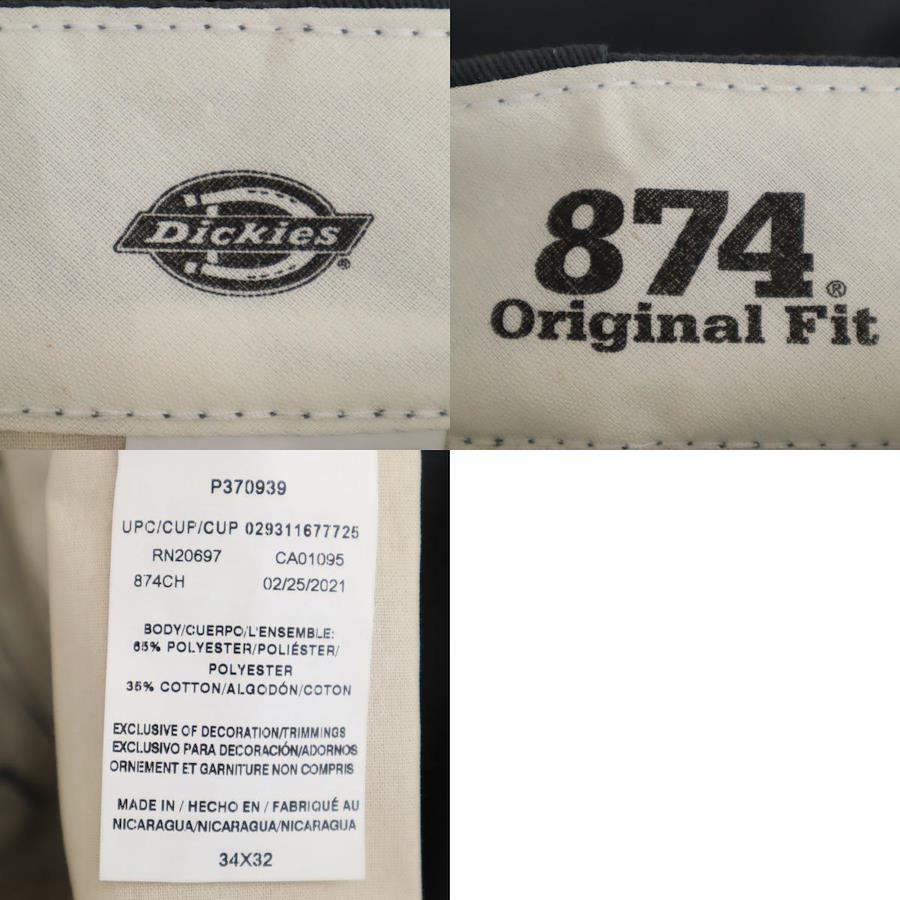 Dickies®
874®
Original Fit
P370939
UPC/CUP/CUP 029311677725
RN20697 CA01095
874CH 02/25/2021
BODY/CUERPO/L'ENSEMBLE:
65% POLYESTER/POLIÉSTER/
POLYESTER
35% COTTON/ALGODÓN/COTON
EXCLUSIVE OF DECORATION/TRIMMINGS
EXCLUSIVO PARA DECORACIÓN/ADORNOS
ORNEMENT ET GARNITURE NON COMPRIS
MADE IN / HECHO EN / FABRIQUÉ AU
NICARAGUA/NICARAGUA/NICARAGUA
34X32